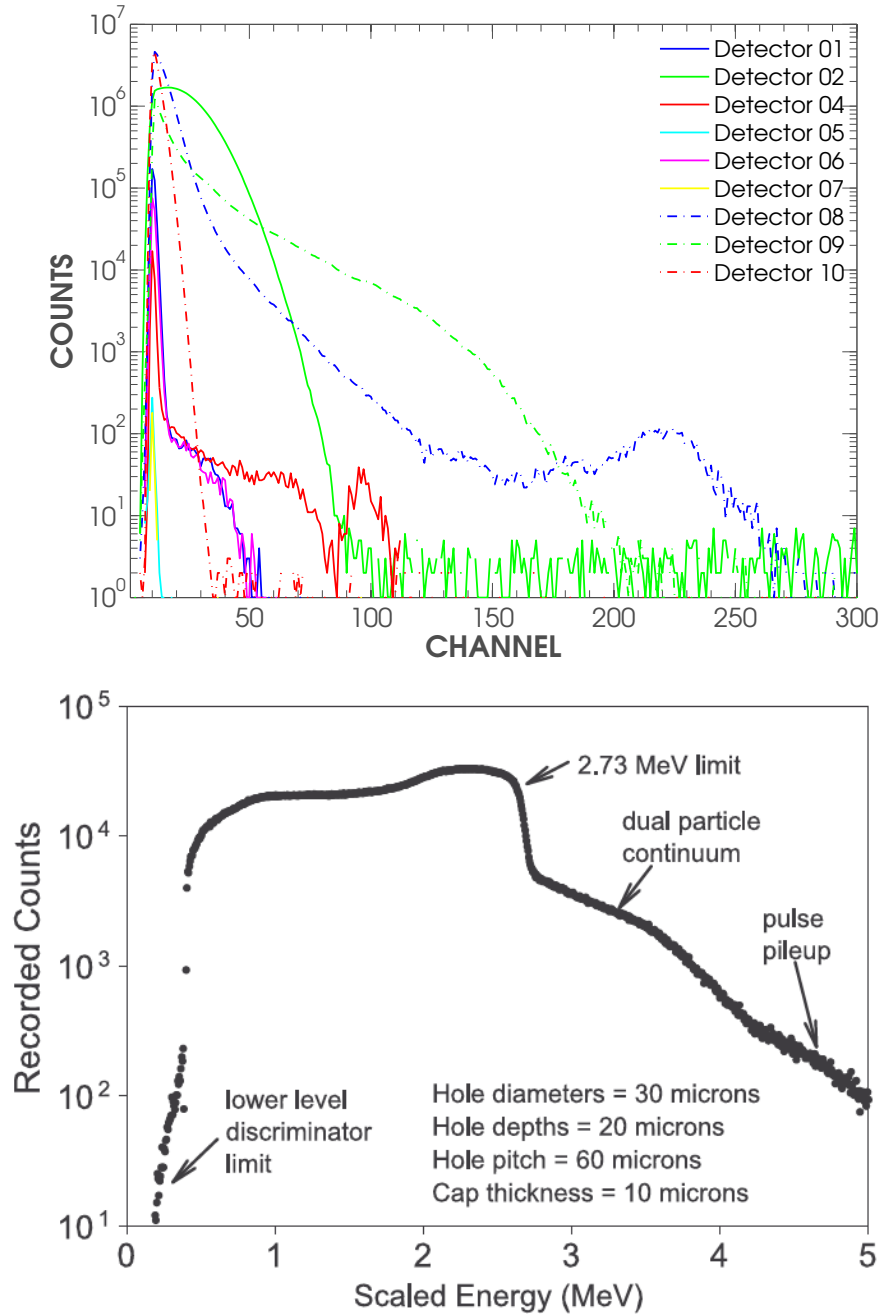 10^7
10^6
10^5
10^4
10^3
10^2
10^1
10^0
COUNTS
Detector 01
Detector 02
Detector 04
Detector 05
Detector 06
Detector 07
Detector 08
Detector 09
Detector 10
50 100 150 200 250 300
CHANNEL
10^5
10^4
10^3
10^2
10^1
Recorded Counts
2.73 MeV limit
dual particle
continuum
pulse
pileup
lower level
discriminator
limit
Hole diameters = 30 microns
Hole depths = 20 microns
Hole pitch = 60 microns
Cap thickness = 10 microns
0 1 2 3 4 5
Scaled Energy (MeV)